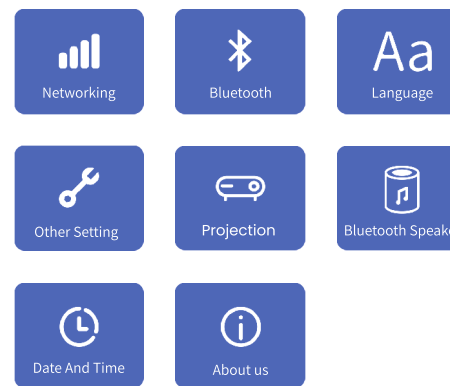 Networking
Bluetooth
Aa
Language
Other Setting
Projection
Bluetooth Speake
Date And Time
About us